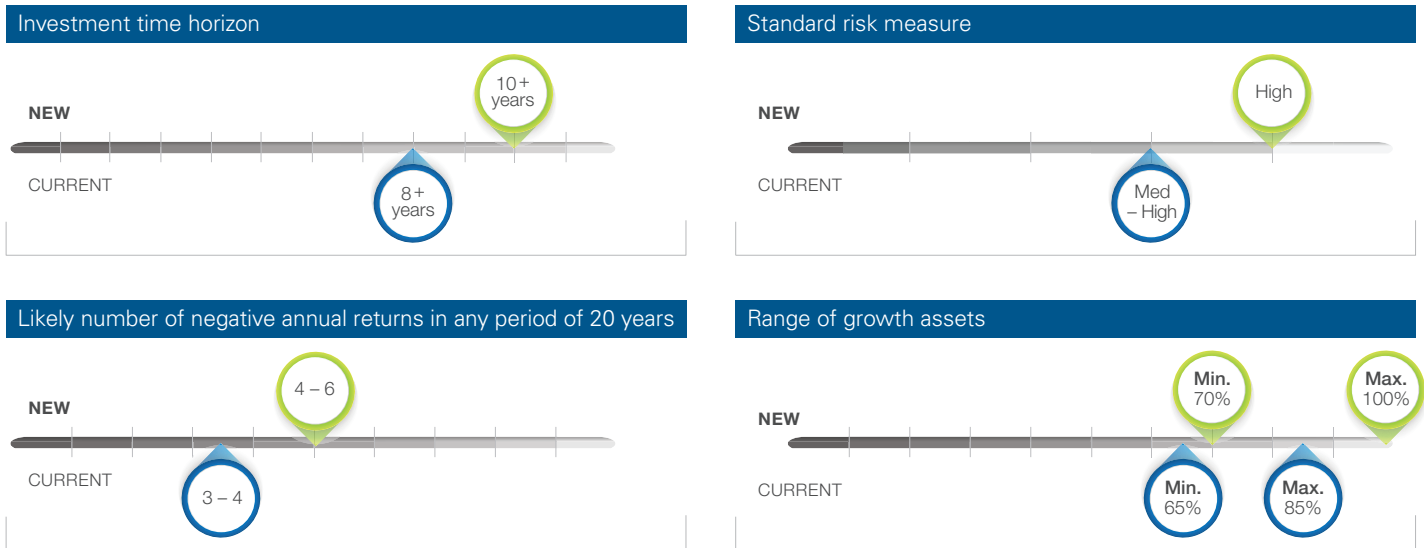 Investment time horizon
10+
years
NEW
CURRENT
8+
years
Standard risk measure
High
NEW
CURRENT
Med
– High
Likely number of negative annual returns in any period of 20 years
4 – 6
NEW
CURRENT
3 – 4
Range of growth assets
Min.
70%
Max.
100%
NEW
CURRENT
Min.
65%
Max.
85%